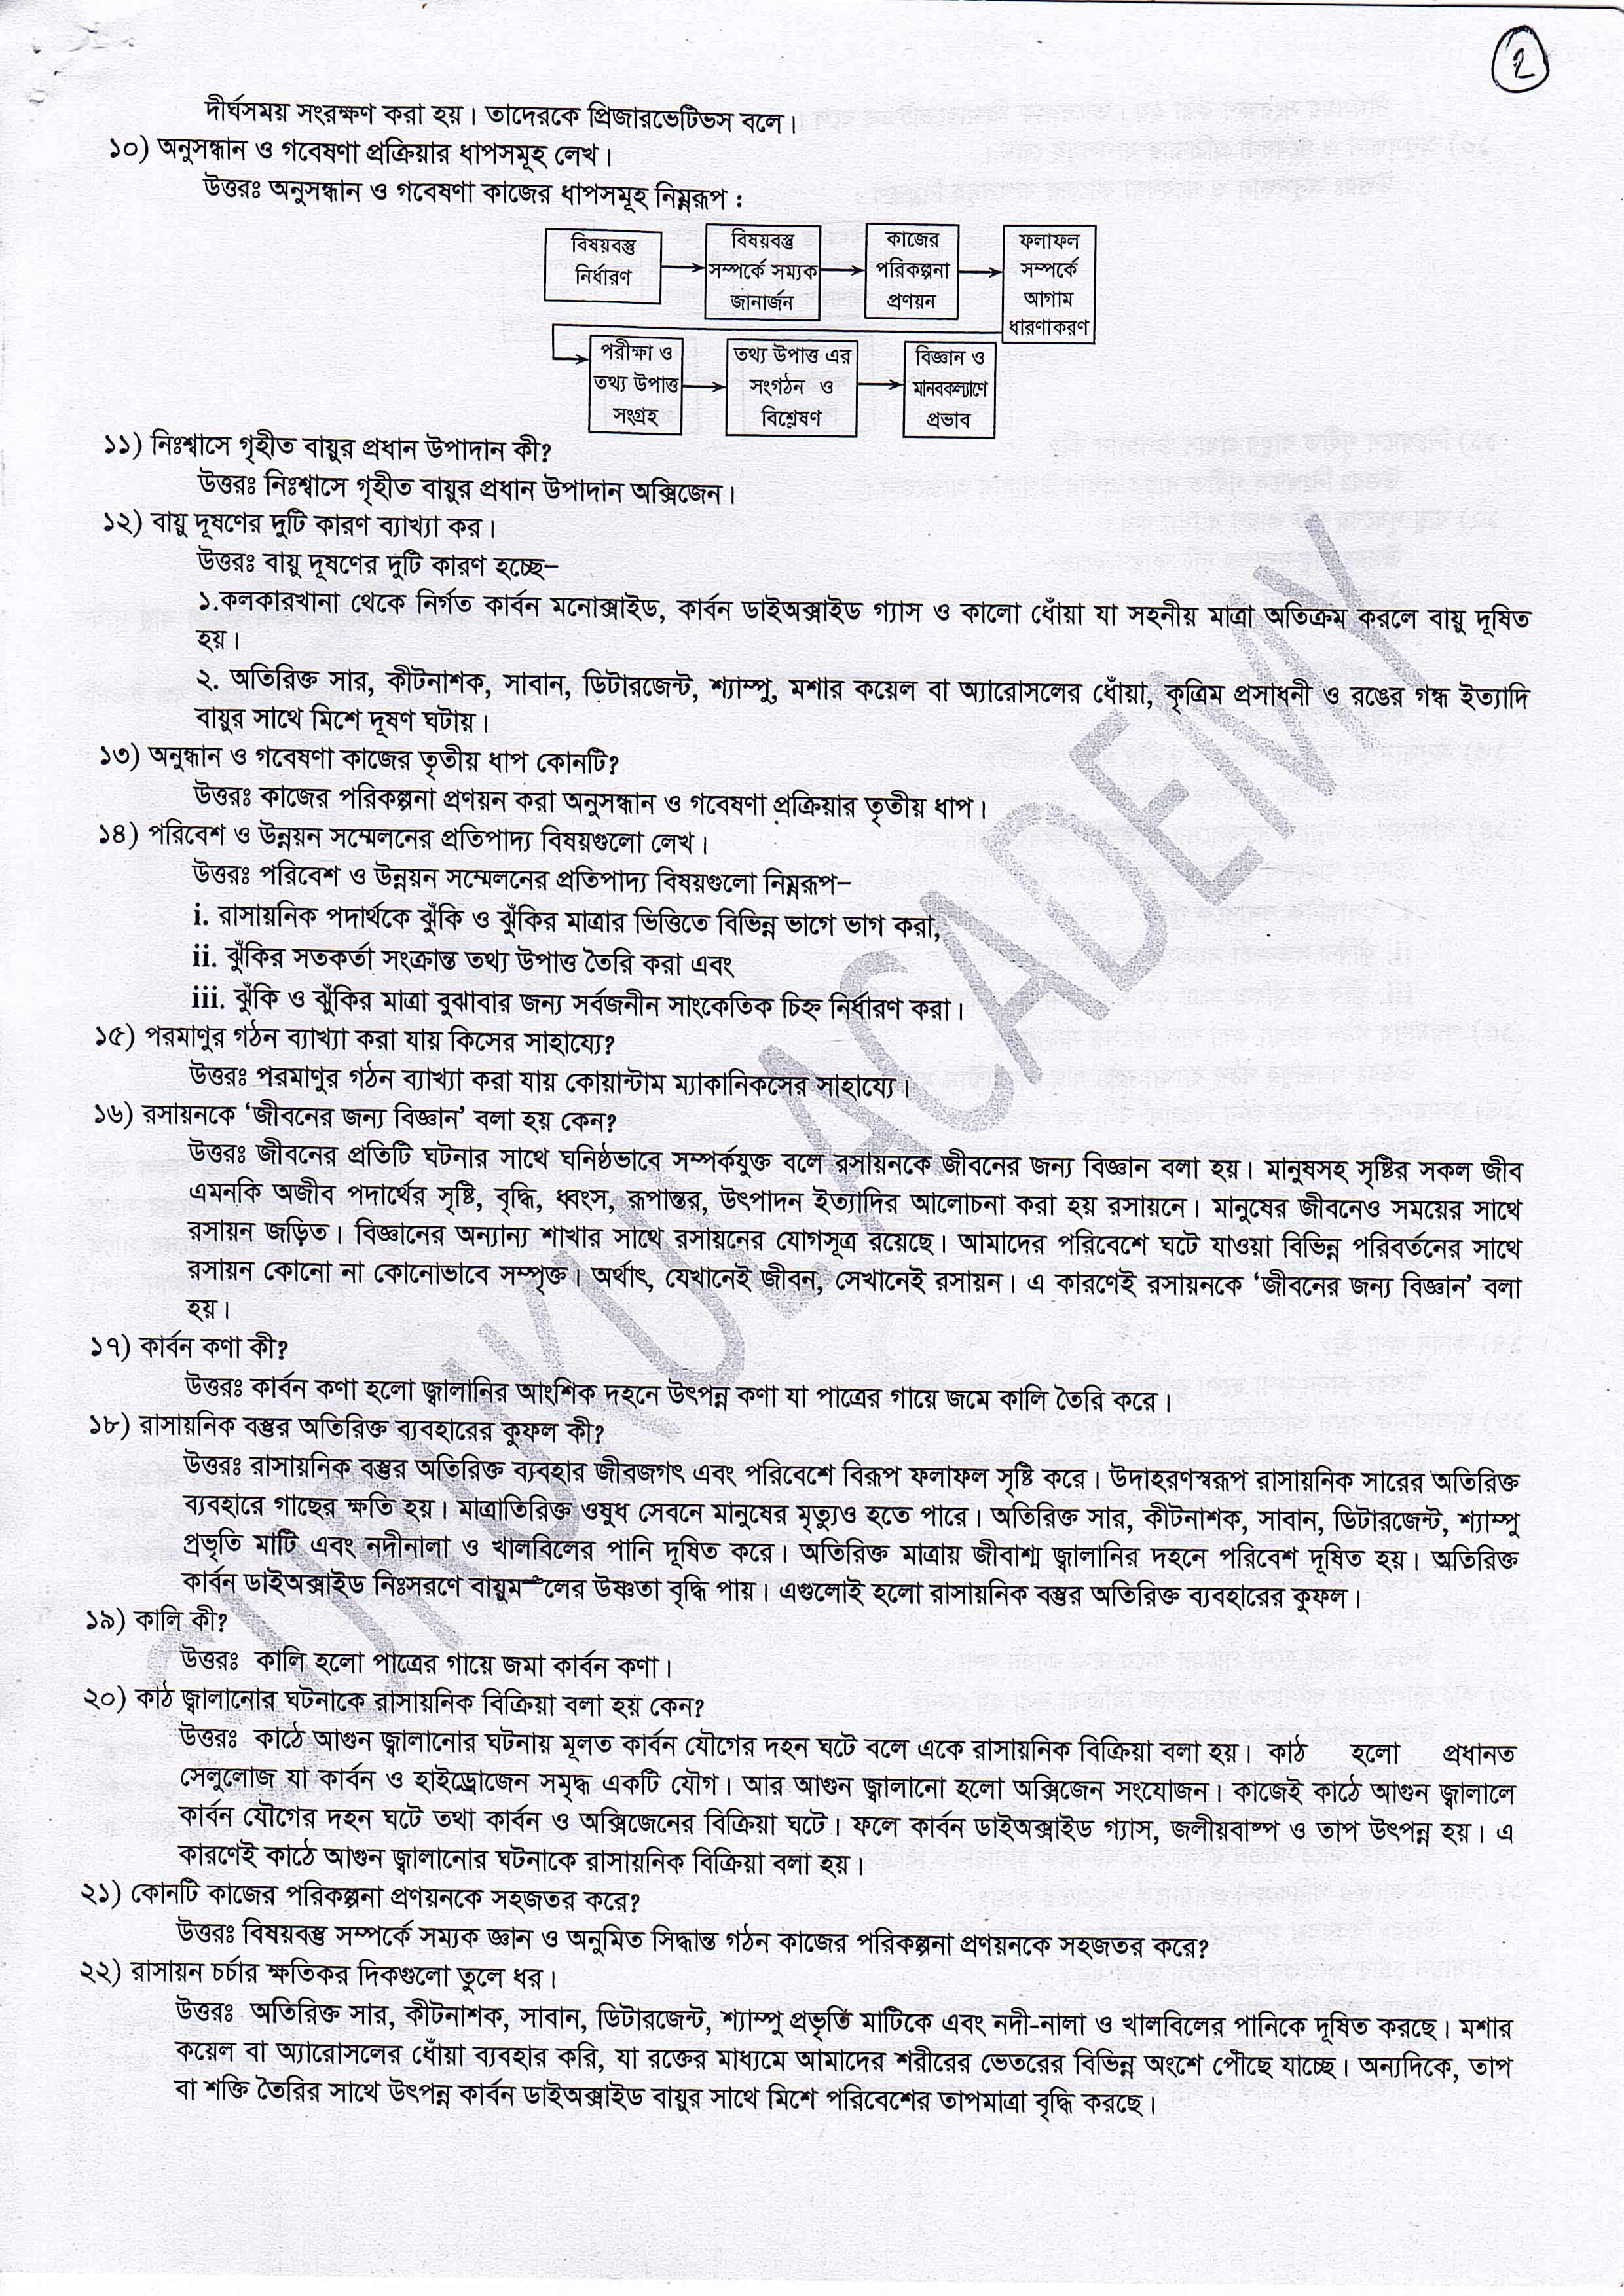 2
দীর্ঘসময় সংরক্ষণ করা হয়। তাদেরকে প্রিজারভেটিভস বলে।
১০) অনুসন্ধান ও গবেষণা প্রক্রিয়ার ধাপসমূহ লেখ।
উত্তরঃ অনুসন্ধান ও গবেষণা কাজের ধাপসমূহ নিম্নরূপ :
বিষয়বস্তু
নির্ধারণ
বিষয়বস্তু
সম্পর্কে সম্যক
জানার্জন
কাজের
পরিকল্পনা
প্রণয়ন
ফলাফল
সম্পর্কে
আগাম
ধারণাকরণ
পরীক্ষা ও
তথ্য উপাত্ত
সংগ্রহ
তথ্য উপাত্ত এর
সংগঠন ও
বিশ্লেষণ
বিজ্ঞান ও
মানবকল্যাণে
প্রভাব
১১) নিঃশ্বাসে গৃহীত বায়ুর প্রধান উপাদান কী?
উত্তরঃ নিঃশ্বাসে গৃহীত বায়ুর প্রধান উপাদান অক্সিজেন।
১২) বায়ু দূষণের দুটি কারণ ব্যাখ্যা কর।
উত্তরঃ বায়ু দূষণের দুটি কারণ হচ্ছে–
১.কলকারখানা থেকে নির্গত কার্বন মনোক্সাইড, কার্বন ডাইঅক্সাইড গ্যাস ও কালো ধোঁয়া যা সহনীয় মাত্রা অতিক্রম করলে বায়ু দূষিত
হয়।
২. অতিরিক্ত সার, কীটনাশক, সাবান, ডিটারজেন্ট, শ্যাম্পু, মশার কয়েল বা অ্যারোসলের ধোঁয়া, কৃত্রিম প্রসাধনী ও রঙের গন্ধ ইত্যাদি
বায়ুর সাথে মিশে দূষণ ঘটায়।
১৩) অনুন্ধান ও গবেষণা কাজের তৃতীয় ধাপ কোনটি?
উত্তরঃ কাজের পরিকল্পনা প্রণয়ন করা অনুসন্ধান ও গবেষণা প্রক্রিয়ার তৃতীয় ধাপ।
১৪) পরিবেশ ও উন্নয়ন সম্মেলনের প্রতিপাদ্য বিষয়গুলো লেখ।
উত্তরঃ পরিবেশ ও উন্নয়ন সম্মেলনের প্রতিপাদ্য বিষয়গুলো নিম্নরূপ–
i. রাসায়নিক পদার্থকে ঝুঁকি ও ঝুঁকির মাত্রার ভিত্তিতে বিভিন্ন ভাগে ভাগ করা,
ii. ঝুঁকির সতকর্তা সংক্রান্ত তথ্য উপাত্ত তৈরি করা এবং
iii. ঝুঁকি ও ঝুঁকির মাত্রা বুঝাবার জন্য সর্বজনীন সাংকেতিক চিহ্ন নির্ধারণ করা।
১৫) পরমাণুর গঠন ব্যাখ্যা করা যায় কিসের সাহায্যে?
উত্তরঃ পরমাণুর গঠন ব্যাখ্যা করা যায় কোয়ান্টাম ম্যাকানিকসের সাহায্যে।
১৬) রসায়নকে ‘জীবনের জন্য বিজ্ঞান’ বলা হয় কেন?
উত্তরঃ জীবনের প্রতিটি ঘটনার সাথে ঘনিষ্ঠভাবে সম্পর্কযুক্ত বলে রসায়নকে জীবনের জন্য বিজ্ঞান বলা হয়। মানুষসহ সৃষ্টির সকল জীব
এমনকি অজীব পদার্থের সৃষ্টি, বৃদ্ধি, ধ্বংস, রূপান্তর, উৎপাদন ইত্যাদির আলোচনা করা হয় রসায়নে। মানুষের জীবনেও সময়ের সাথে
রসায়ন জড়িত। বিজ্ঞানের অন্যান্য শাখার সাথে রসায়নের যোগসূত্র রয়েছে। আমাদের পরিবেশে ঘটে যাওয়া বিভিন্ন পরিবর্তনের সাথে
রসায়ন কোনো না কোনোভাবে সম্পৃক্ত। অর্থাৎ, যেখানেই জীবন, সেখানেই রসায়ন। এ কারণেই রসায়নকে ‘জীবনের জন্য বিজ্ঞান’ বলা
হয়।
১৭) কার্বন কণা কী?
উত্তরঃ কার্বন কণা হলো জ্বালানির আংশিক দহনে উৎপন্ন কণা যা পাত্রের গায়ে জমে কালি তৈরি করে।
১৮) রাসায়নিক বস্তুর অতিরিক্ত ব্যবহারের কুফল কী?
উত্তরঃ রাসায়নিক বস্তুর অতিরিক্ত ব্যবহার জীবজগৎ এবং পরিবেশে বিরূপ ফলাফল সৃষ্টি করে। উদাহরণস্বরূপ রাসায়নিক সারের অতিরিক্ত
ব্যবহারে গাছের ক্ষতি হয়। মাত্রাতিরিক্ত ওষুধ সেবনে মানুষের মৃত্যুও হতে পারে। অতিরিক্ত সার, কীটনাশক, সাবান, ডিটারজেন্ট, শ্যাম্পু
প্রভৃতি মাটি এবং নদীনালা ও খালবিলের পানি দূষিত করে। অতিরিক্ত মাত্রায় জীবাশ্ম জ্বালানির দহনে পরিবেশ দূষিত হয়। অতিরিক্ত
কার্বন ডাইঅক্সাইড নিঃসরণে উষ্ণতা বৃদ্ধি পায়। এগুলোই হলো রাসায়নিক বস্তুর অতিরিক্ত ব্যবহারের কুফল।
১৯) কালি কী?
উত্তরঃ কালি হলো পাত্রের গায়ে জমা কার্বন কণা।
২০) কাঠ জ্বালানোর ঘটনাকে রাসায়নিক বিক্রিয়া বলা হয় কেন?
উত্তরঃ কাঠে আগুন জ্বালানোর ঘটনায় মূলত কার্বন যৌগের দহন ঘটে বলে একে রাসায়নিক বিক্রিয়া বলা হয়। কাঠ হলো প্রধানত
সেলুলোজ যা কার্বন ও হাইড্রোজেন সমৃদ্ধ একটি যৌগ। আর আগুন জ্বালানো হলো অক্সিজেন সংযোজন। কাজেই কাঠে আগুন জ্বালালে
কার্বন যৌগের দহন ঘটে তথা কার্বন ও অক্সিজেনের বিক্রিয়া ঘটে। ফলে কার্বন ডাইঅক্সাইড গ্যাস, জলীয়বাষ্প ও তাপ উৎপন্ন হয়। এ
কারণেই কাঠে আগুন জ্বালানোর ঘটনাকে রাসায়নিক বিক্রিয়া বলা হয়।
২১) কোনটি কাজের পরিকল্পনা প্রণয়নকে সহজতর করে?
উত্তরঃ বিষয়বস্তু সম্পর্কে সম্যক জ্ঞান ও অনুমিত সিদ্ধান্ত গঠন কাজের পরিকল্পনা প্রণয়নকে সহজতর করে?
২২) রাসায়ন চর্চার ক্ষতিকর দিকগুলো তুলে ধর।
উত্তরঃ অতিরিক্ত সার, কীটনাশক, সাবান, ডিটারজেন্ট, শ্যাম্পু প্রভৃতি মাটিকে এবং নদী-নালা ও খালবিলের পানিকে দূষিত করছে। মশার
কয়েল বা অ্যারোসলের ধোঁয়া ব্যবহার করি, যা রক্তের মাধ্যমে আমাদের শরীরের ভেতরের বিভিন্ন অংশে পৌঁছে যাচ্ছে। অন্যদিকে, তাপ
বা শক্তি তৈরির সাথে উৎপন্ন কার্বন ডাইঅক্সাইড বায়ুর সাথে মিশে পরিবেশের তাপমাত্রা বৃদ্ধি করছে।
ACADEMY